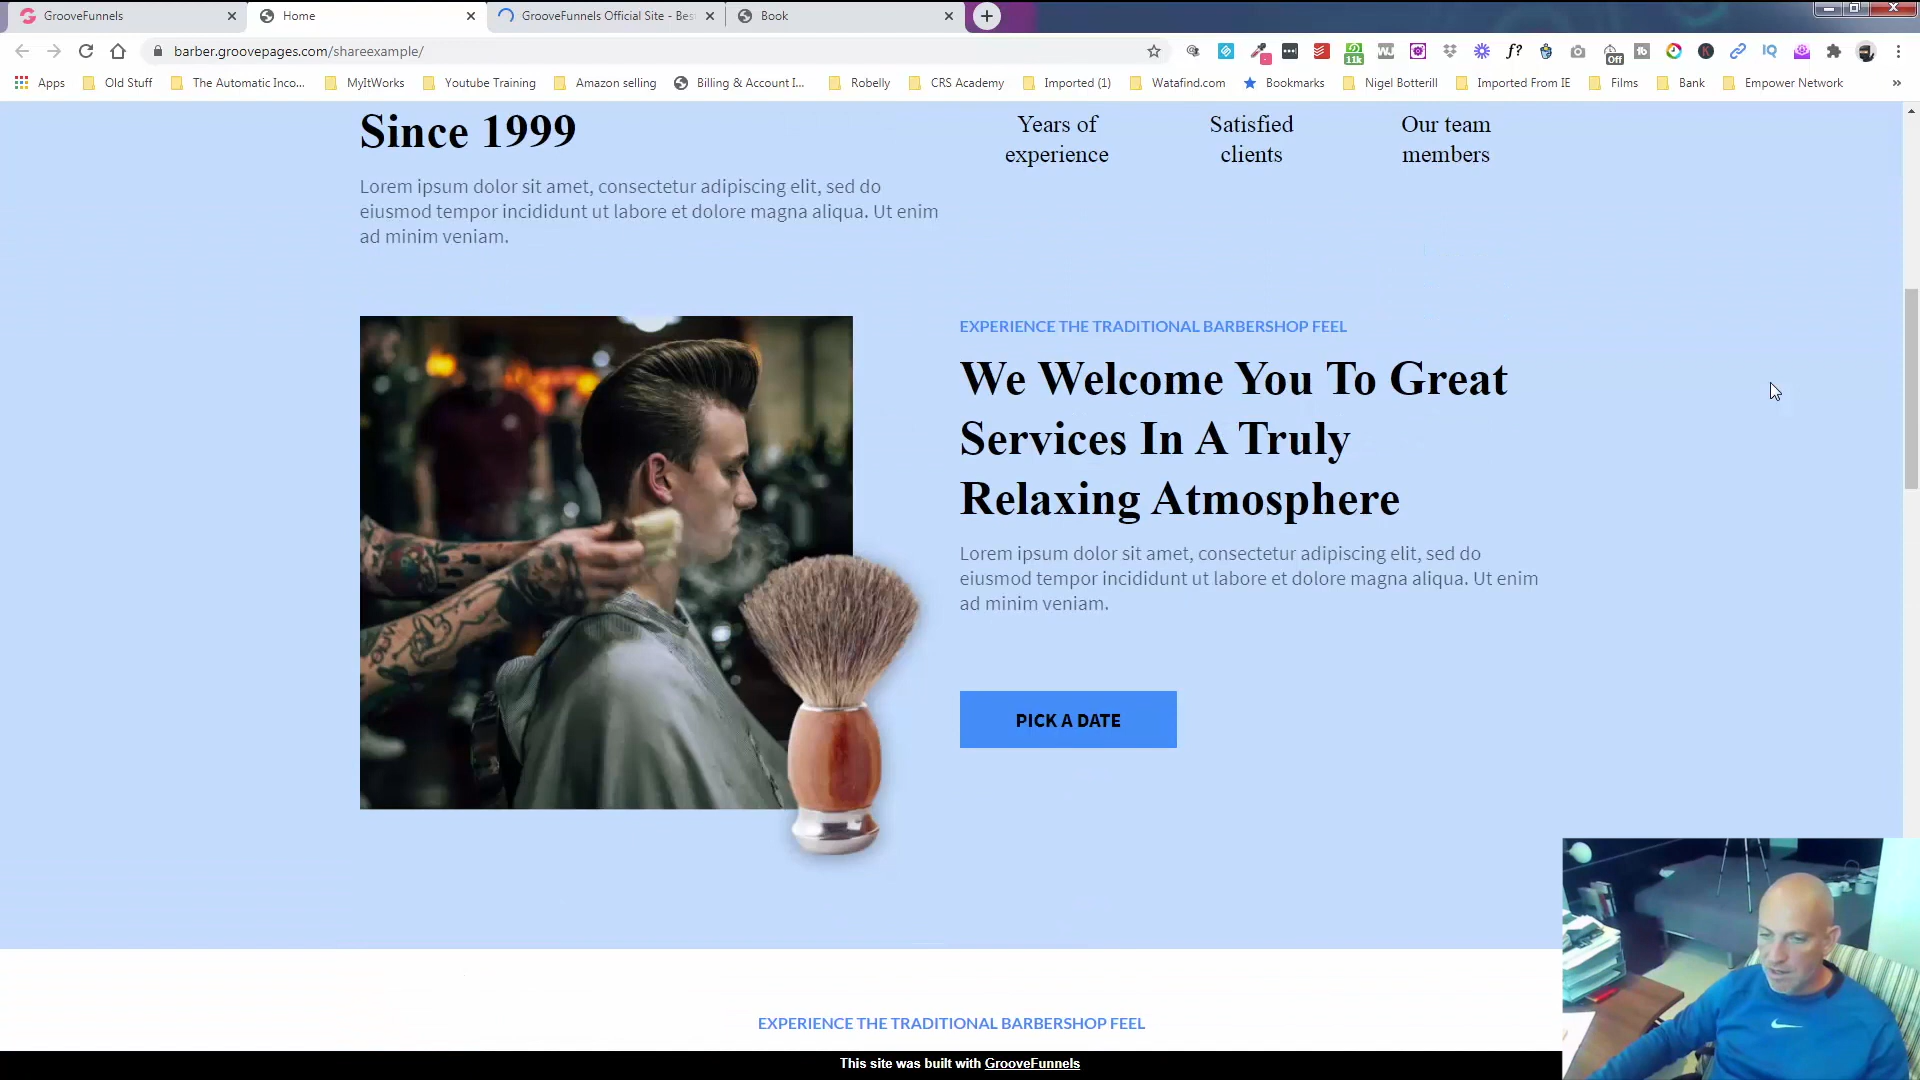 GrooveFunnels
Home
GrooveFunnels Official Site - Bes
Book
barber.groovepages.com/shareexample/
11k
Off
Apps
Old Stuff
The Automatic Inco...
MyItWorks
Youtube Training
Amazon selling
Billing & Account I...
Robelly
CRS Academy
Imported (1)
Watafind.com
Bookmarks
Nigel Botterill
Imported From IE
Films
Bank
Empower Network
Since 1999
Lorem ipsum dolor sit amet, consectetur adipiscing elit, sed do
eiusmod tempor incididunt ut labore et dolore magna aliqua. Ut enim
ad minim veniam.
Years of
experience
Satisfied
clients
Our team
members
EXPERIENCE THE TRADITIONAL BARBERSHOP FEEL
We Welcome You To Great
Services In A Truly
Relaxing Atmosphere
Lorem ipsum dolor sit amet, consectetur adipiscing elit, sed do
eiusmod tempor incididunt ut labore et dolore magna aliqua. Ut enim
ad minim veniam.
PICK A DATE
EXPERIENCE THE TRADITIONAL BARBERSHOP FEEL
This site was built with GrooveFunnels